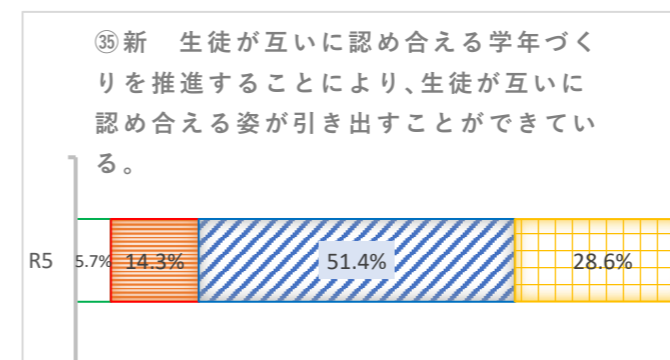 ㉟新　生徒が互いに認め合える学年づく
りを推進することにより、生徒が互いに
認め合える姿が引き出すことができてい
る。
R5 5.7% 14.3% 51.4% 28.6%